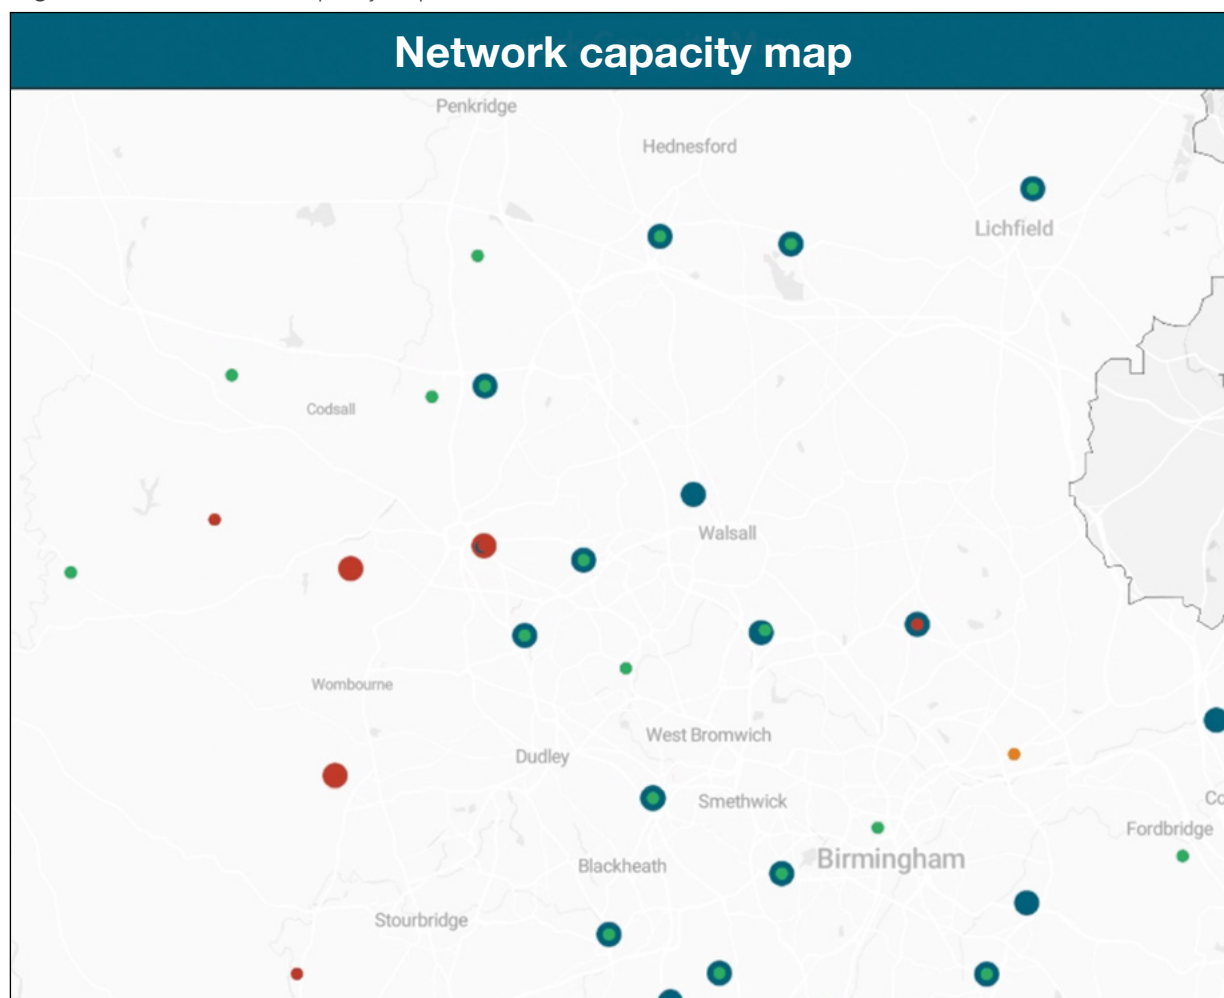 Network capacity map
Penkridge
Hednesford
Lichfield
Codsall
Walsall
Wombourne
West Bromwich
Dudley
Smethwick
Fordbridge
Birmingham
Blackheath
Stourbridge